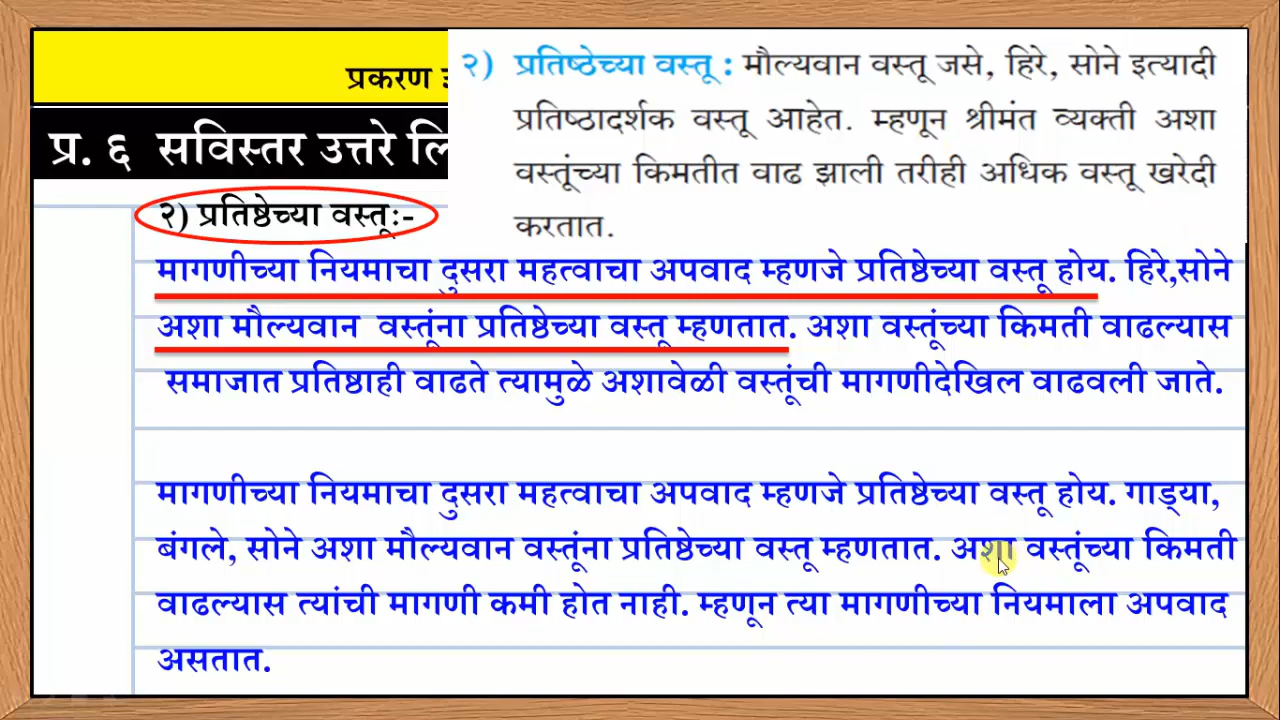 प्रकरण
प्र. ६ सविस्तर उत्तरे
२) प्रतिष्ठेच्या वस्तू : मौल्यवान वस्तू जसे, हिरे, सोने इत्यादी
प्रतिष्ठादर्शक वस्तू आहेत. म्हणून श्रीमंत व्यक्ती अशा
वस्तूंच्या किमतीत वाढ झाली तरीही अधिक वस्तू खरेदी
करतात.
२) प्रतिष्ठेच्या वस्तूः-
मागणीच्या नियमाचा दुसरा महत्वाचा अपवाद म्हणजे प्रतिष्ठेच्या वस्तू होय. हिरे,सोने
अशा मौल्यवान वस्तूंना प्रतिष्ठेच्या वस्तू म्हणतात. अशा वस्तूंच्या किमती वाढल्यास
समाजात प्रतिष्ठाही वाढते त्यामुळे अशावेळी वस्तूंची मागणीदेखिल वाढवली जाते.
मागणीच्या नियमाचा दुसरा महत्वाचा अपवाद म्हणजे प्रतिष्ठेच्या वस्तू होय. गाड्या,
बंगले, सोने अशा मौल्यवान वस्तूंना प्रतिष्ठेच्या वस्तू म्हणतात. अशा वस्तूंच्या किमती
वाढल्यास त्यांची मागणी कमी होत नाही. म्हणून त्या मागणीच्या नियमाला अपवाद
असतात.